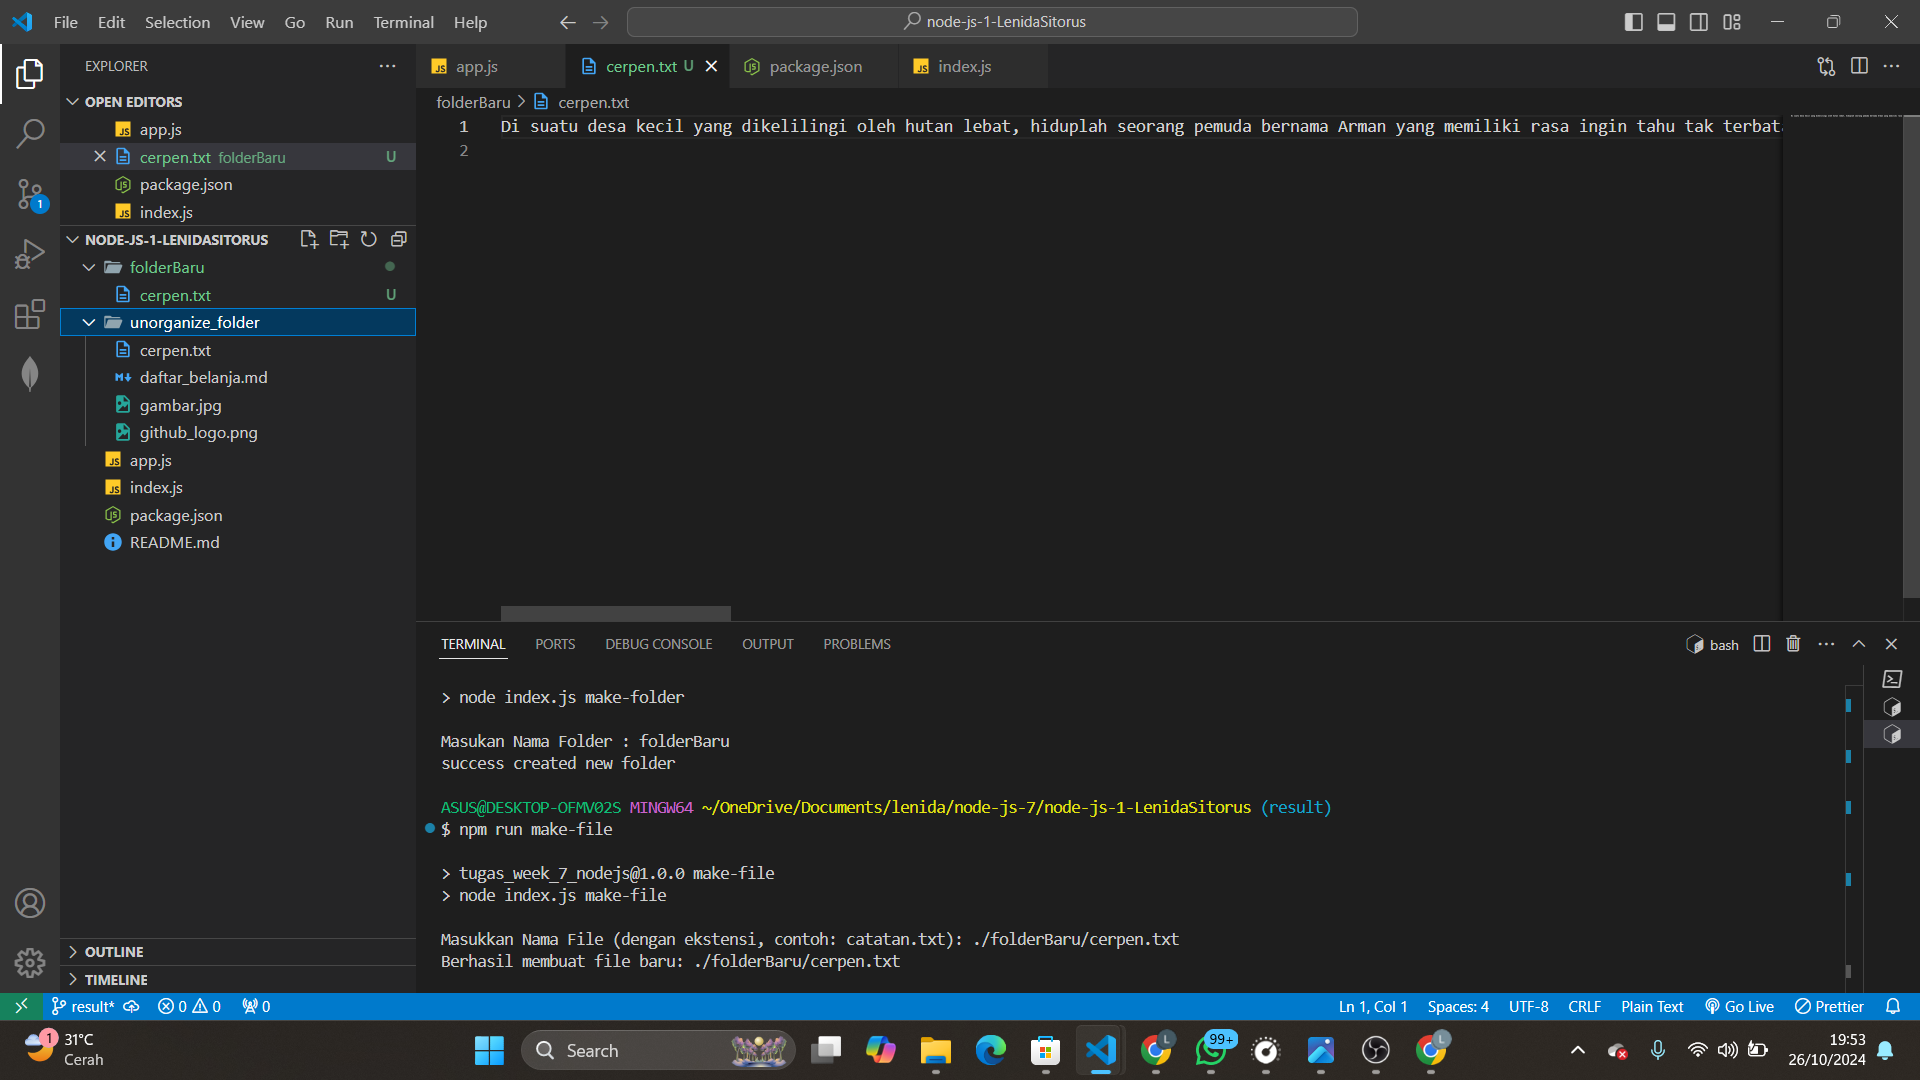 File Edit Selection View Go Run Terminal Help
node-js-1-LenidaSitorus
EXPLORER
OPEN EDITORS
app.js
cerpen.txt folderBaru U
package.json
index.js
NODE-JS-1-LENIDASITORUS
folderBaru
cerpen.txt U
unorganize_folder
cerpen.txt
daftar_belanja.md
gambar.jpg
github_logo.png
app.js
index.js
package.json
README.md
OUTLINE
TIMELINE
1
app.js
cerpen.txt U
package.json
index.js
folderBaru > cerpen.txt
1 Di suatu desa kecil yang dikelilingi oleh hutan lebat, hiduplah seorang pemuda bernama Arman yang memiliki rasa ingin tahu tak terbata
2
TERMINAL PORTS DEBUG CONSOLE OUTPUT PROBLEMS
bash
> node index.js make-folder
Masukan Nama Folder : folderBaru
success created new folder
ASUS@DESKTOP-OFMV02S MINGW64 ~/OneDrive/Documents/lenida/node-js-7/node-js-1-LenidaSitorus (result)
$ npm run make-file
> tugas_week_7_nodejs@1.0.0 make-file
> node index.js make-file
Masukkan Nama File (dengan ekstensi, contoh: catatan.txt): ./folderBaru/cerpen.txt
Berhasil membuat file baru: ./folderBaru/cerpen.txt
result* 0 0 0
Ln 1, Col 1 Spaces: 4 UTF-8 CRLF Plain Text Go Live Prettier
1
31°C
Cerah
Search
L
99+
L
19:53
26/10/2024